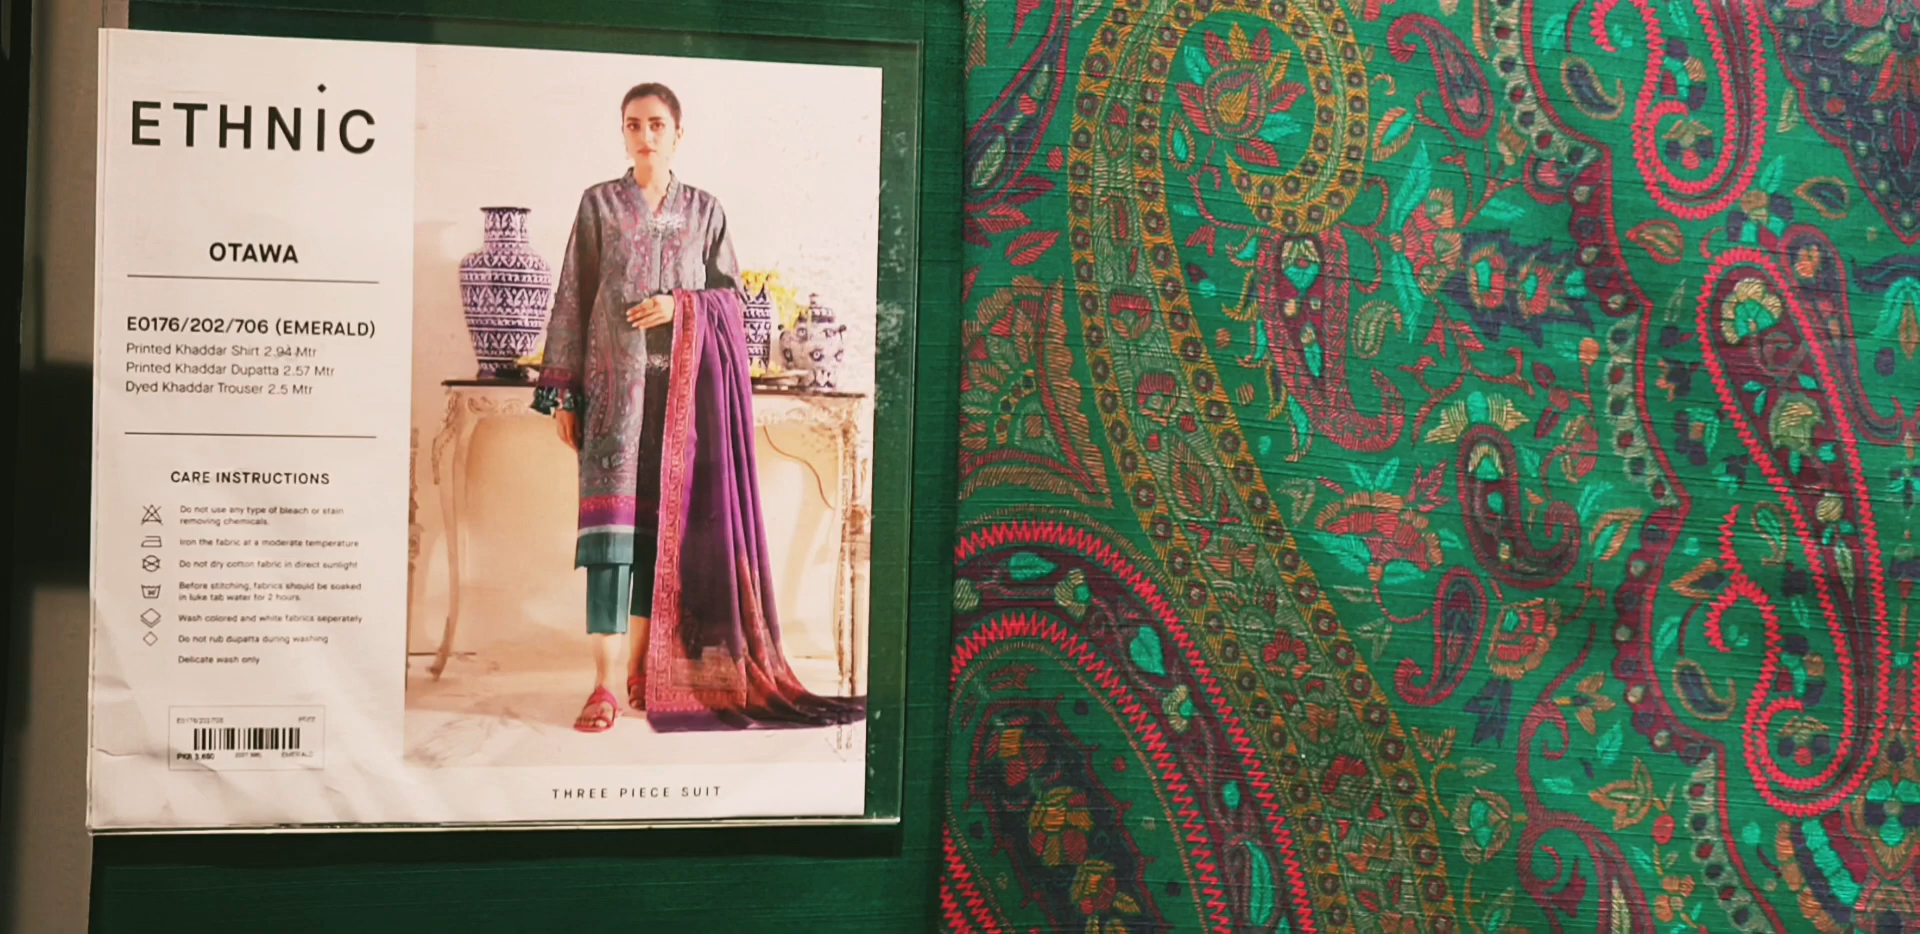 ETHNIC
OTAWA
E0176/202/706 (EMERALD)
Printed Khaddar Shirt 2.94 Mtr
Printed Khaddar Dupatta 2.57 Mtr
Dyed Khaddar Trouser 2.5 Mtr
CARE INSTRUCTIONS
Do not use any type of bleach or stain
removing chemicals.
Iron the fabric at a moderate temperature
Do not dry cotton fabric in direct sunlight
Before stitching, fabrics should be soaked
in luke tab water for 2 hours.
Wash colored and white fabrics seperately
Do not rub dupatta during washing
Delicate wash only
E0176/202/706
EMERALD
THREE PIECE SUIT